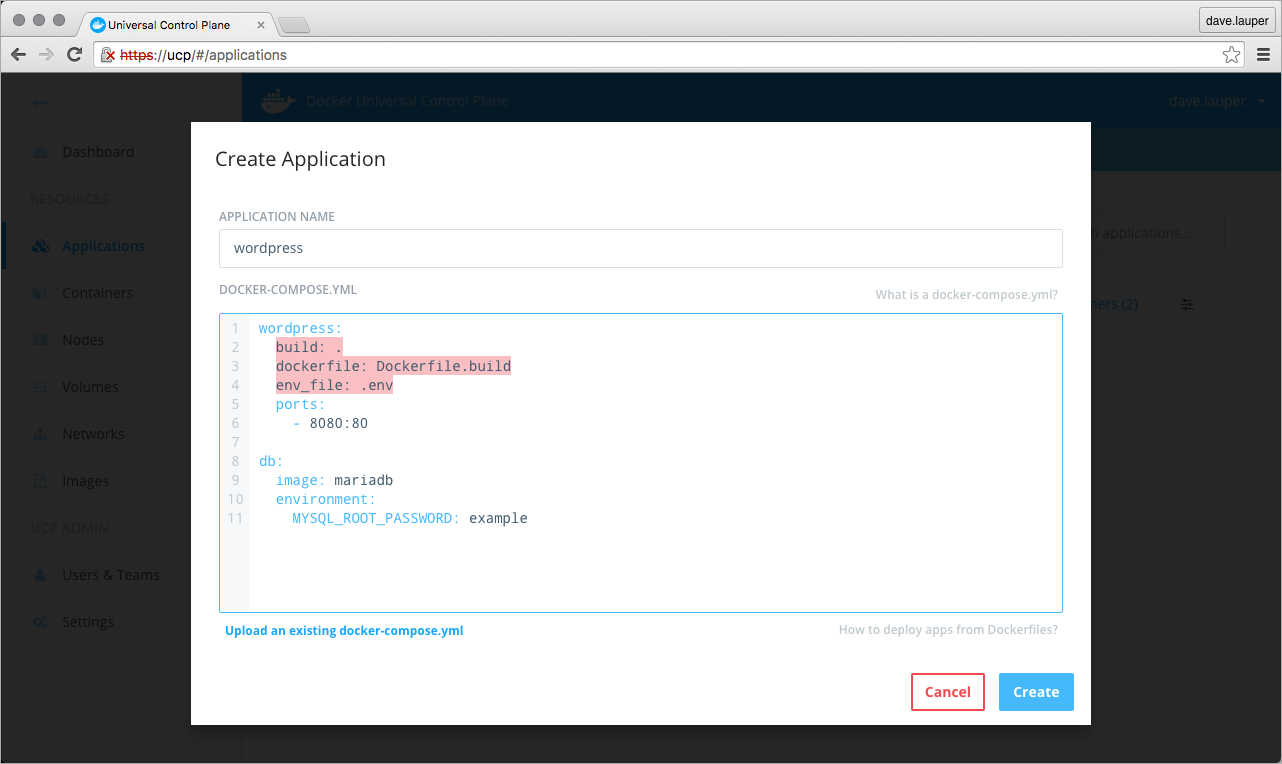 Universal Control Plane
dave.lauper
https://ucp/#/applications
Docker Universal Control Plane
dave.lauper
Dashboard
RESOURCES
Applications
Containers
Nodes
Volumes
Networks
Images
UCP ADMIN
Users & Teams
Settings
applications...
(2)
Create Application
APPLICATION NAME
wordpress
DOCKER-COMPOSE.YML
What is a docker-compose.yml?
1 wordpress:
2 build: .
3 dockerfile: Dockerfile.build
4 env_file: .env
5 ports:
6 - 8080:80
7
8 db:
9 image: mariadb
10 environment:
11 MYSQL_ROOT_PASSWORD: example
Upload an existing docker-compose.yml
How to deploy apps from Dockerfiles?
Cancel
Create